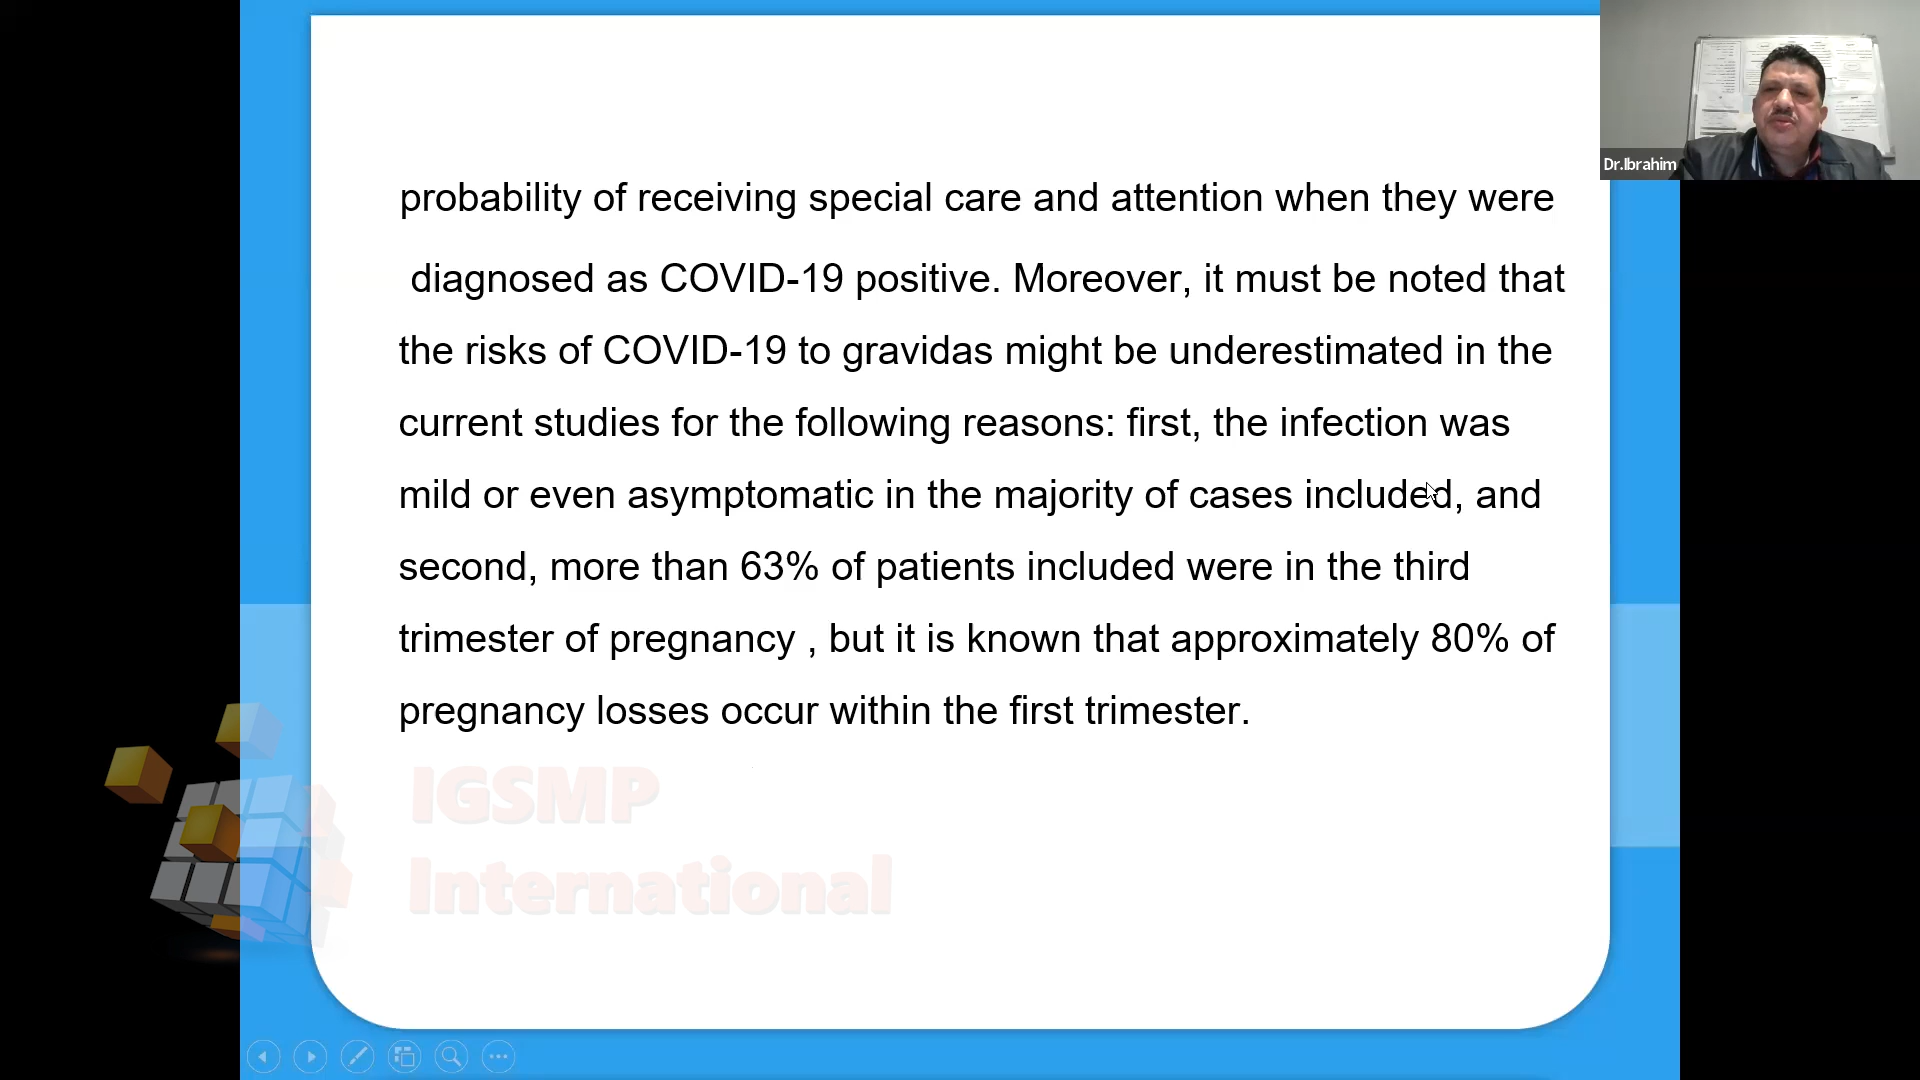 probability of receiving special care and attention when they were
diagnosed as COVID-19 positive. Moreover, it must be noted that
the risks of COVID-19 to gravidas might be underestimated in the
current studies for the following reasons: first, the infection was
mild or even asymptomatic in the majority of cases included, and
second, more than 63% of patients included were in the third
trimester of pregnancy , but it is known that approximately 80% of
pregnancy losses occur within the first trimester.
IGSMP
International
Dr.Ibrahim